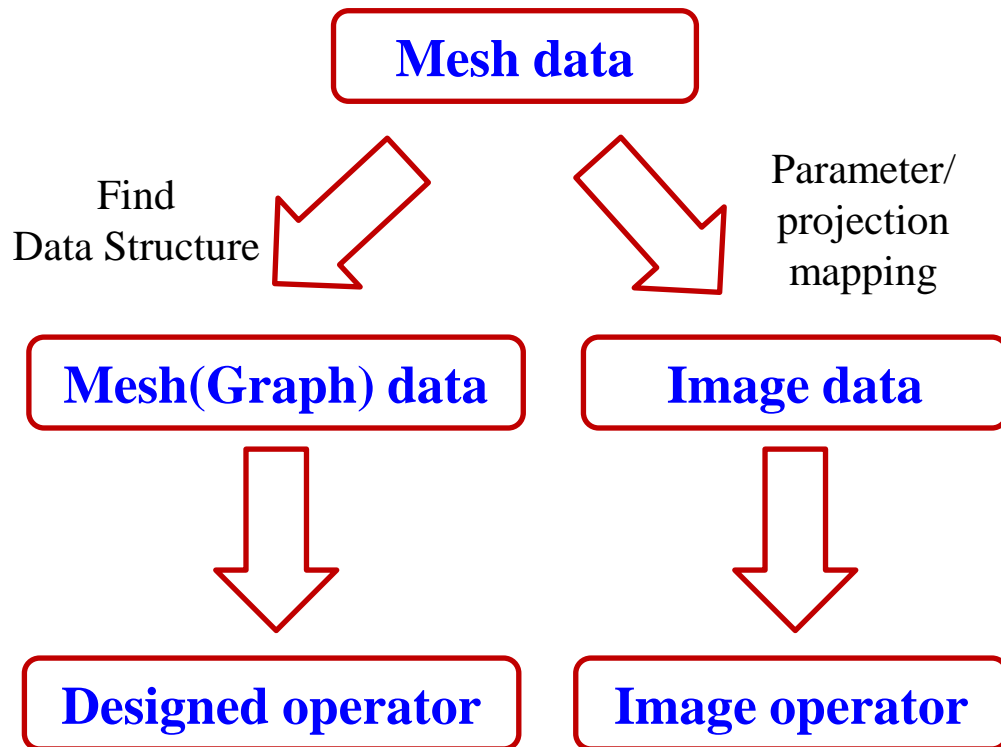 Mesh data
Find
Data Structure
Parameter/
projection
mapping
Mesh(Graph) data
Image data
Designed operator
Image operator